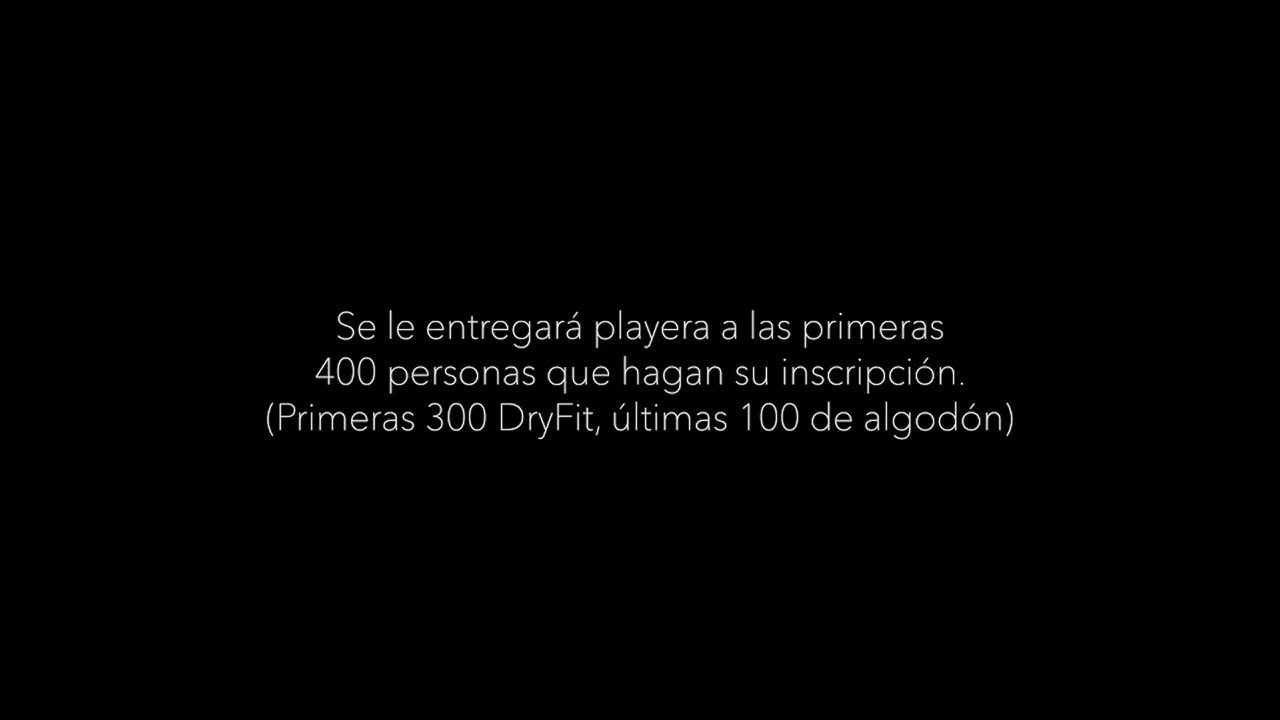 Se le entregará playera a las primeras
400 personas que hagan su inscripción.
(Primeras 300 DryFit, últimas 100 de algodón)